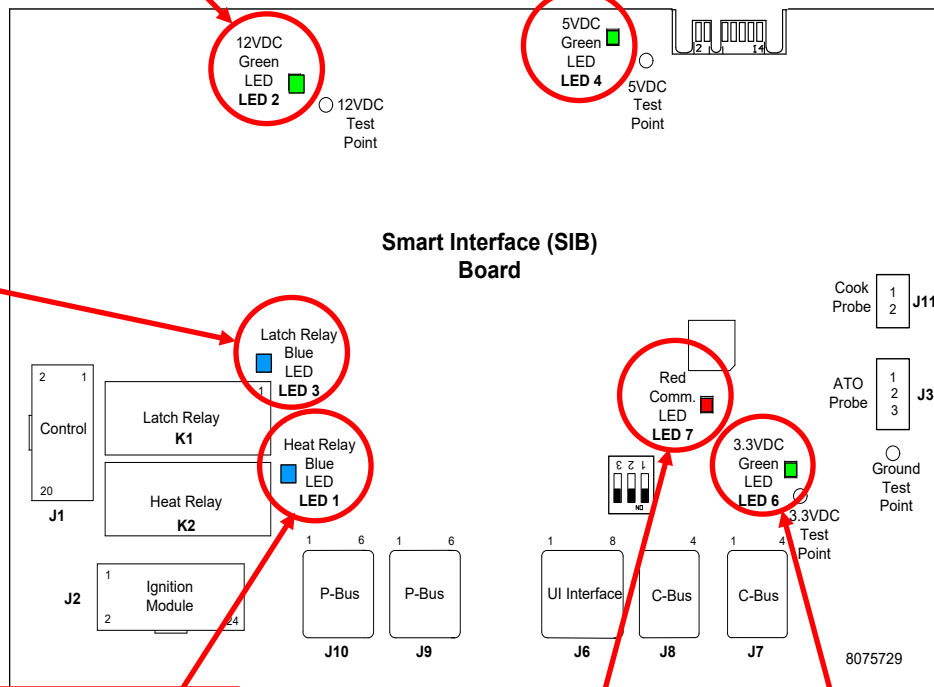 12VDC
Green
LED
LED 2
12VDC
Test
Point
5VDC
Green
LED
LED 4
5VDC
Test
Point
2
14
Smart Interface (SIB)
Board
Cook
Probe
1
2
J11
ATO
Probe
1
2
3
J3
Ground
Test
Point
Latch Relay
Blue
LED
LED 3
2 1
Control
20
J1
1
Latch Relay
K1
Heat Relay
Blue
LED
LED 1
Heat Relay
K2
Red
Comm.
LED
LED 7
3.3VDC
Green
LED
LED 6
3.3VDC
Test
Point
3 2 1
NO
J2
1
2
Ignition
Module
24
1 6
P-Bus
J10
1 6
P-Bus
J9
1 8
UI Interface
J6
4
C-Bus
J8
1 4
C-Bus
J7
8075729